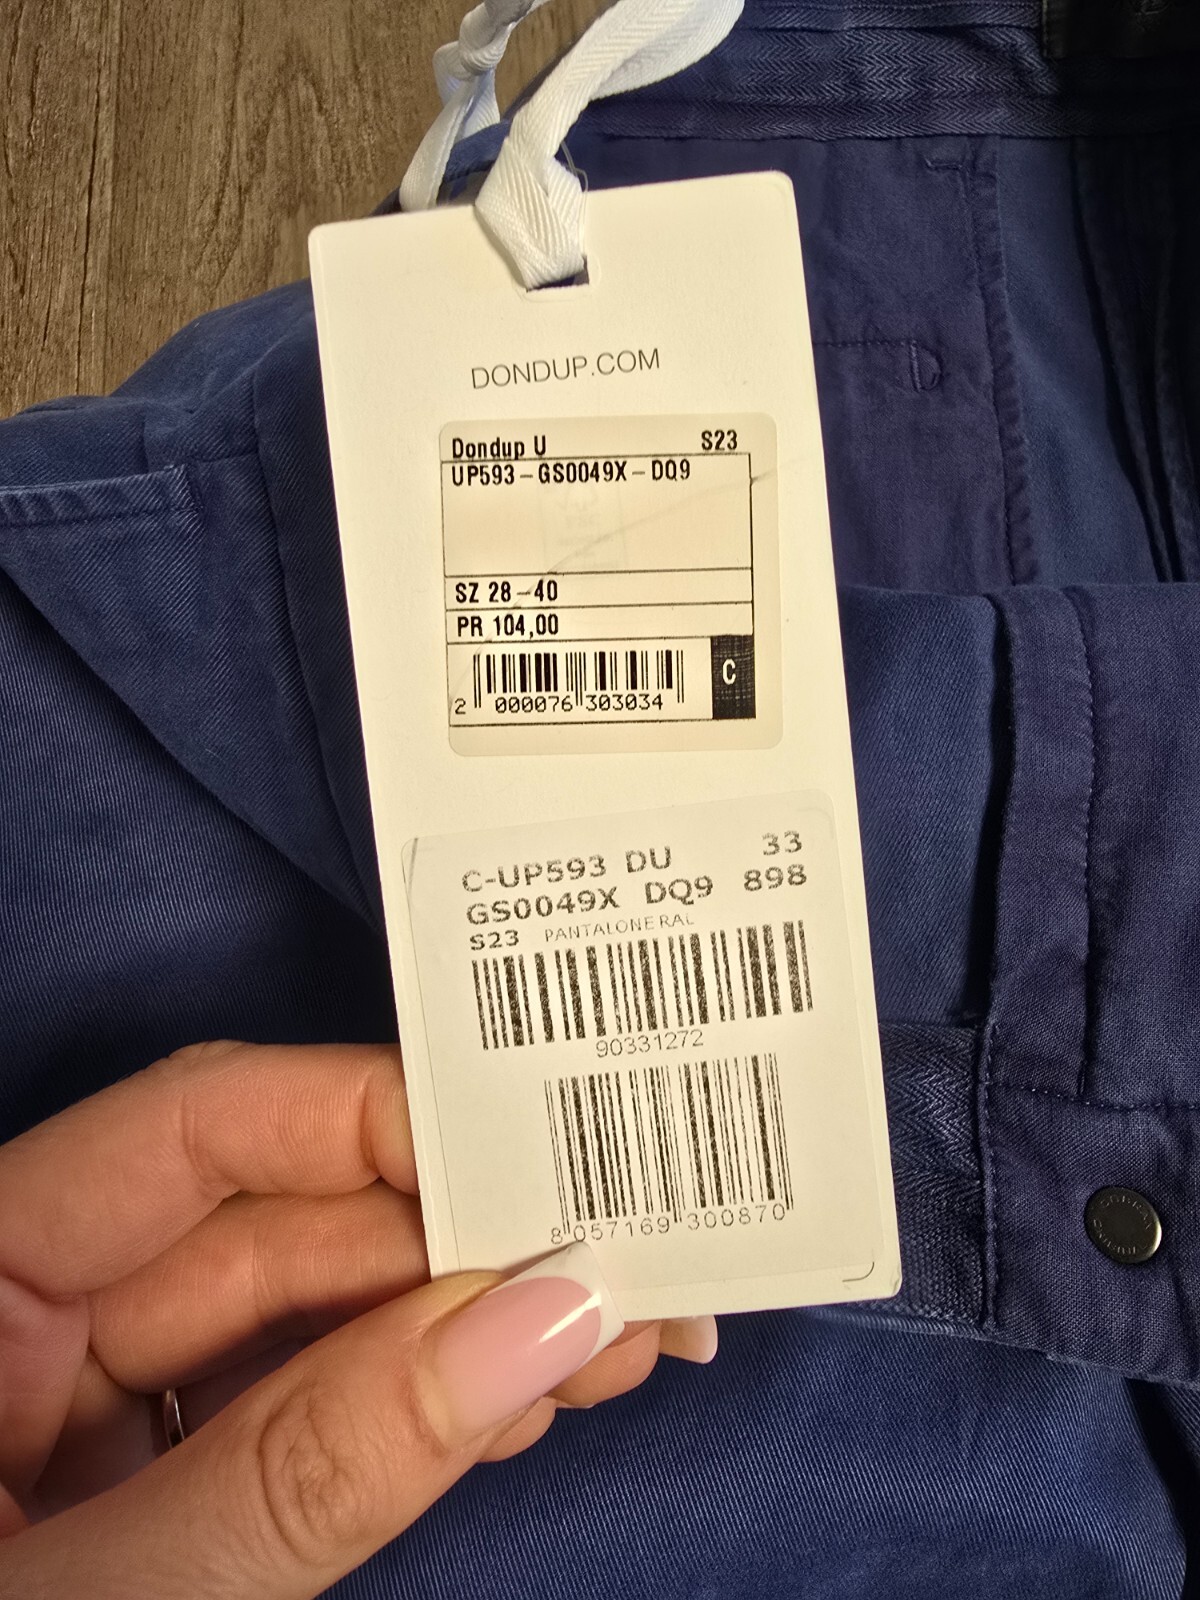 DONDUP.COM
Dondup U S23
UP593-GS0049X-DQ9
SZ 28-40
PR 104,00
C
2 000076 303034
C-UP593 DU 33
GS0049X DQ9 898
S23 PANTALONE RAL
90331272
8 057169 300870